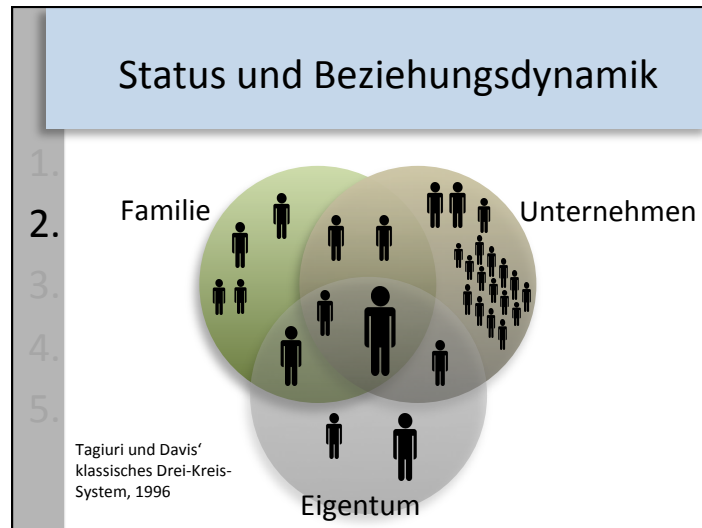 Status und Beziehungsdynamik
1.
2.
3.
4.
5.
Familie
Unternehmen
Tagiuri und Davis‘
klassisches Drei-Kreis-
System, 1996
Eigentum